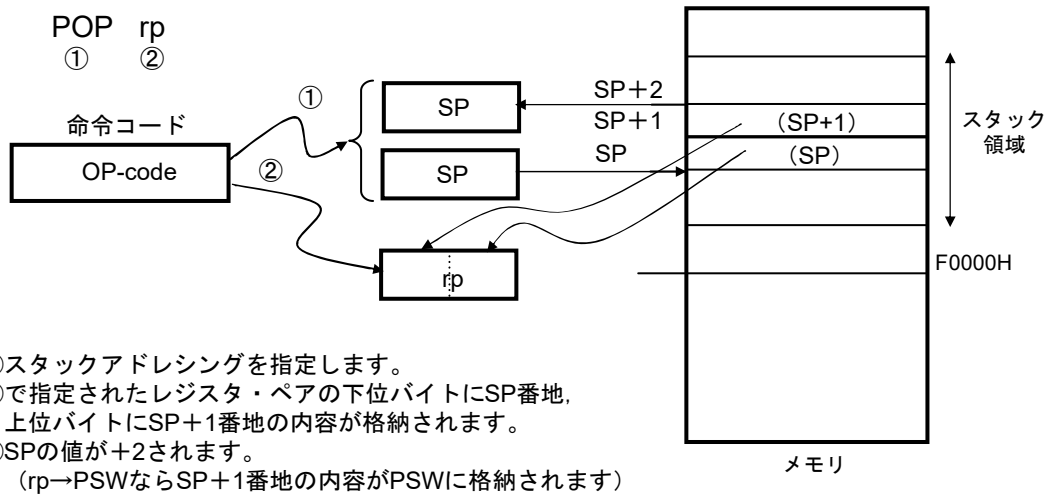 POP rp
① ②
命令コード
OP-code
①
②
SP
SP
rp
SP＋2
SP＋1
SP
（SP+1）
（SP）
スタック
領域
F0000H
メモリ
スタックアドレシングを指定します。
で指定されたレジスタ・ペアの下位バイトにSP番地,
上位バイトにSP＋1番地の内容が格納されます。
SPの値が＋2されます。
（rp→PSWならSP＋1番地の内容がPSWに格納されます）